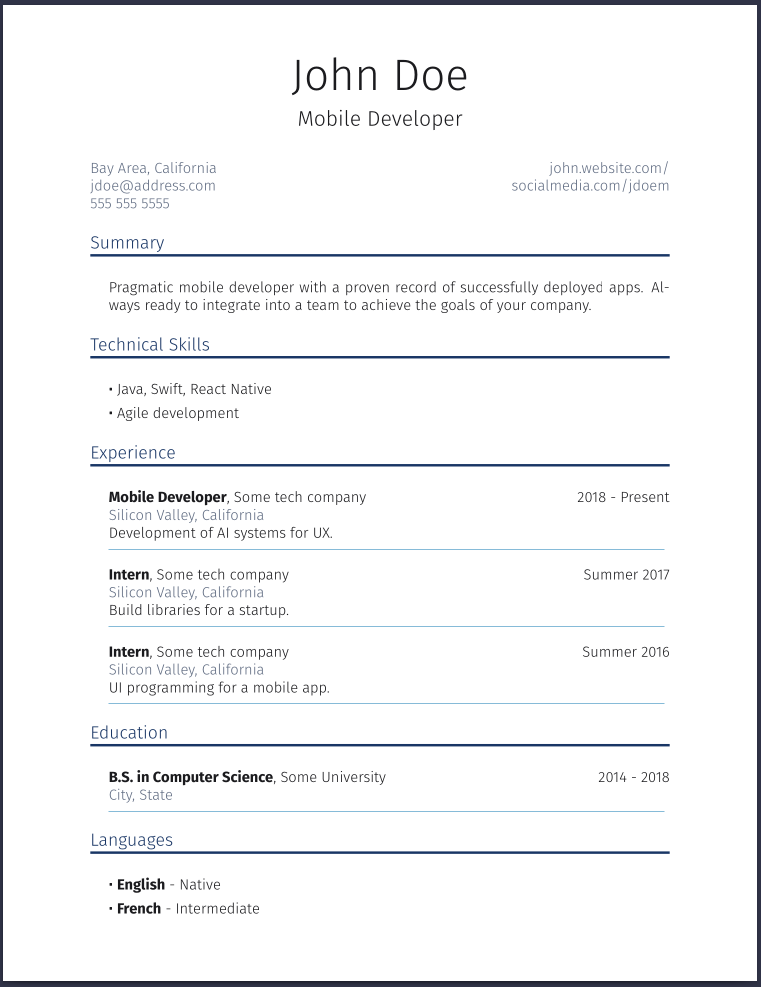 John Doe
Mobile Developer
Bay Area, California
jdoe@address.com
555 555 5555
john.website.com/
socialmedia.com/jdoem
Summary
Pragmatic mobile developer with a proven record of successfully deployed apps. Al-
ways ready to integrate into a team to achieve the goals of your company.
Technical Skills
• Java, Swift, React Native
• Agile development
Experience
Mobile Developer, Some tech company 2018 - Present
Silicon Valley, California
Development of AI systems for UX.
Intern, Some tech company Summer 2017
Silicon Valley, California
Build libraries for a startup.
Intern, Some tech company Summer 2016
Silicon Valley, California
UI programming for a mobile app.
Education
B.S. in Computer Science, Some University 2014 - 2018
City, State
Languages
• English - Native
• French - Intermediate